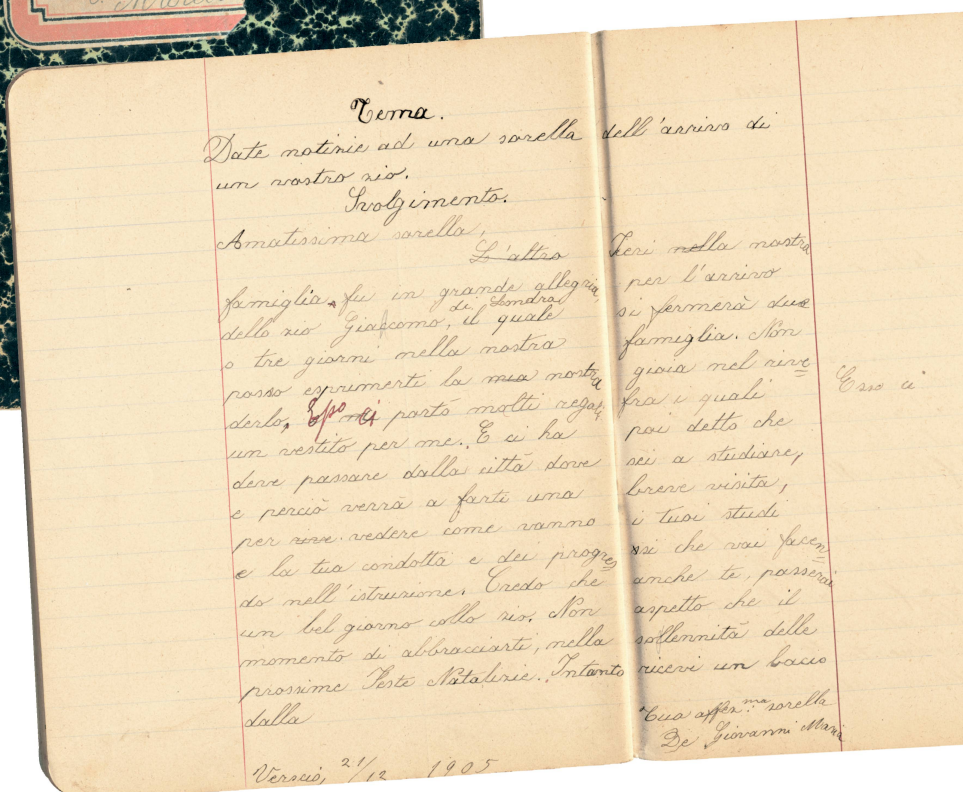 Tema.
Date notizie ad una sorella dell'arrivo di
un vostro zio.
Svolgimento.
Amatissima sorella,
L'altro Ieri nella nostra
famiglia, fu in grande allegria, per l'arrivo
dello zio Giacomo, di Londra il quale si fermerà due
o tre giorni nella nostra famiglia. Non
posso esprimerti la mia nostra gioia nel rive
derlo, Esso mi ci portò molti regali, fra i quali Esso ci
un vestito per me. E ci ha poi detto che
deve passare dalla città dove sei a studiare,
e perciò verrà a farti una breve visita,
per vedere come vanno i tuoi studi
e la tua condotta e dei progres si che vai facen
do nell'istruzione. Credo che anche te, passerai
un bel giorno collo zio. Non aspetto che il
momento di abbracciarti, nella sollennità delle
prossime Feste Natalizie. Intanto ricevi un bacio
dalla
Tua affez.ma sorella
De Giovanni Maria
Verscio, 21/12 1905